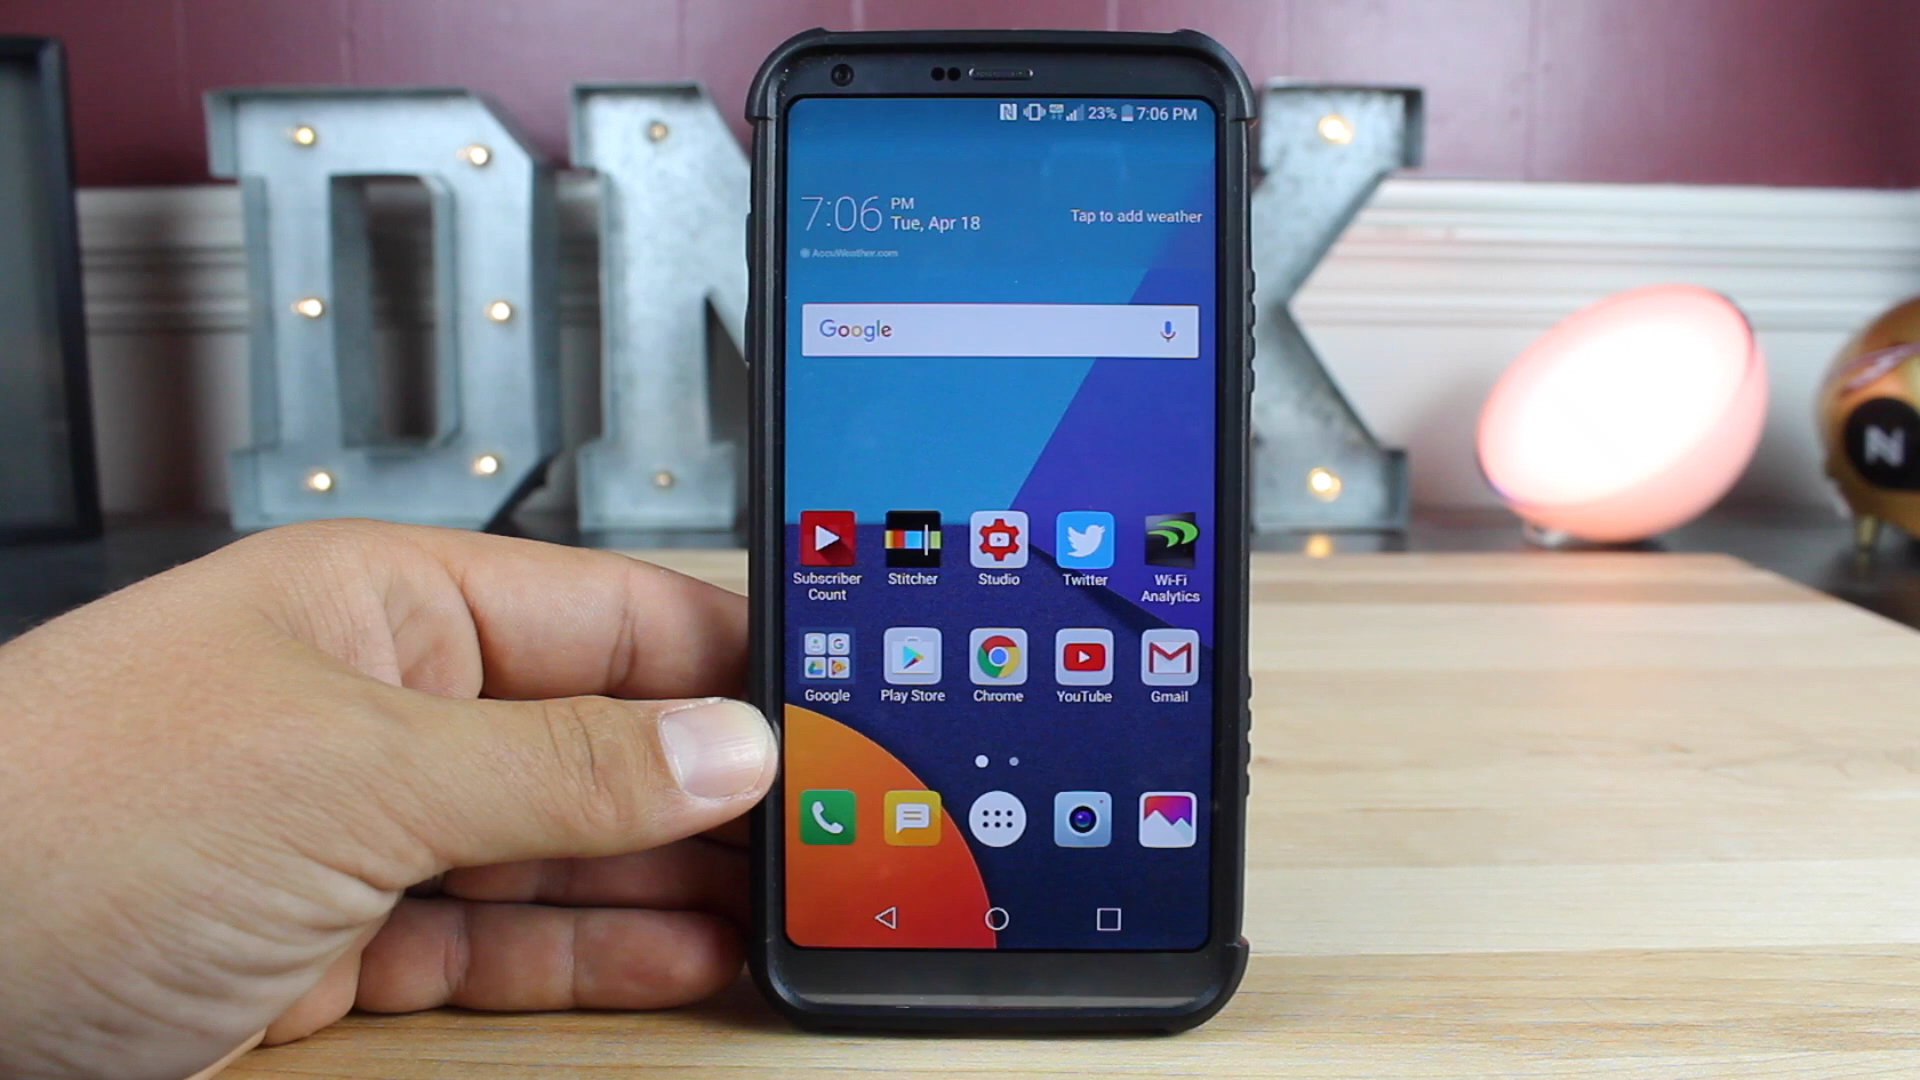 DNK
N 23% 7:06 PM
7:06 PM
Tue, Apr 18
Tap to add weather
AccuWeather.com
Google
Subscriber Count
Stitcher
Studio
Twitter
Wi-Fi Analytics
Google
Play Store
Chrome
YouTube
Gmail
N